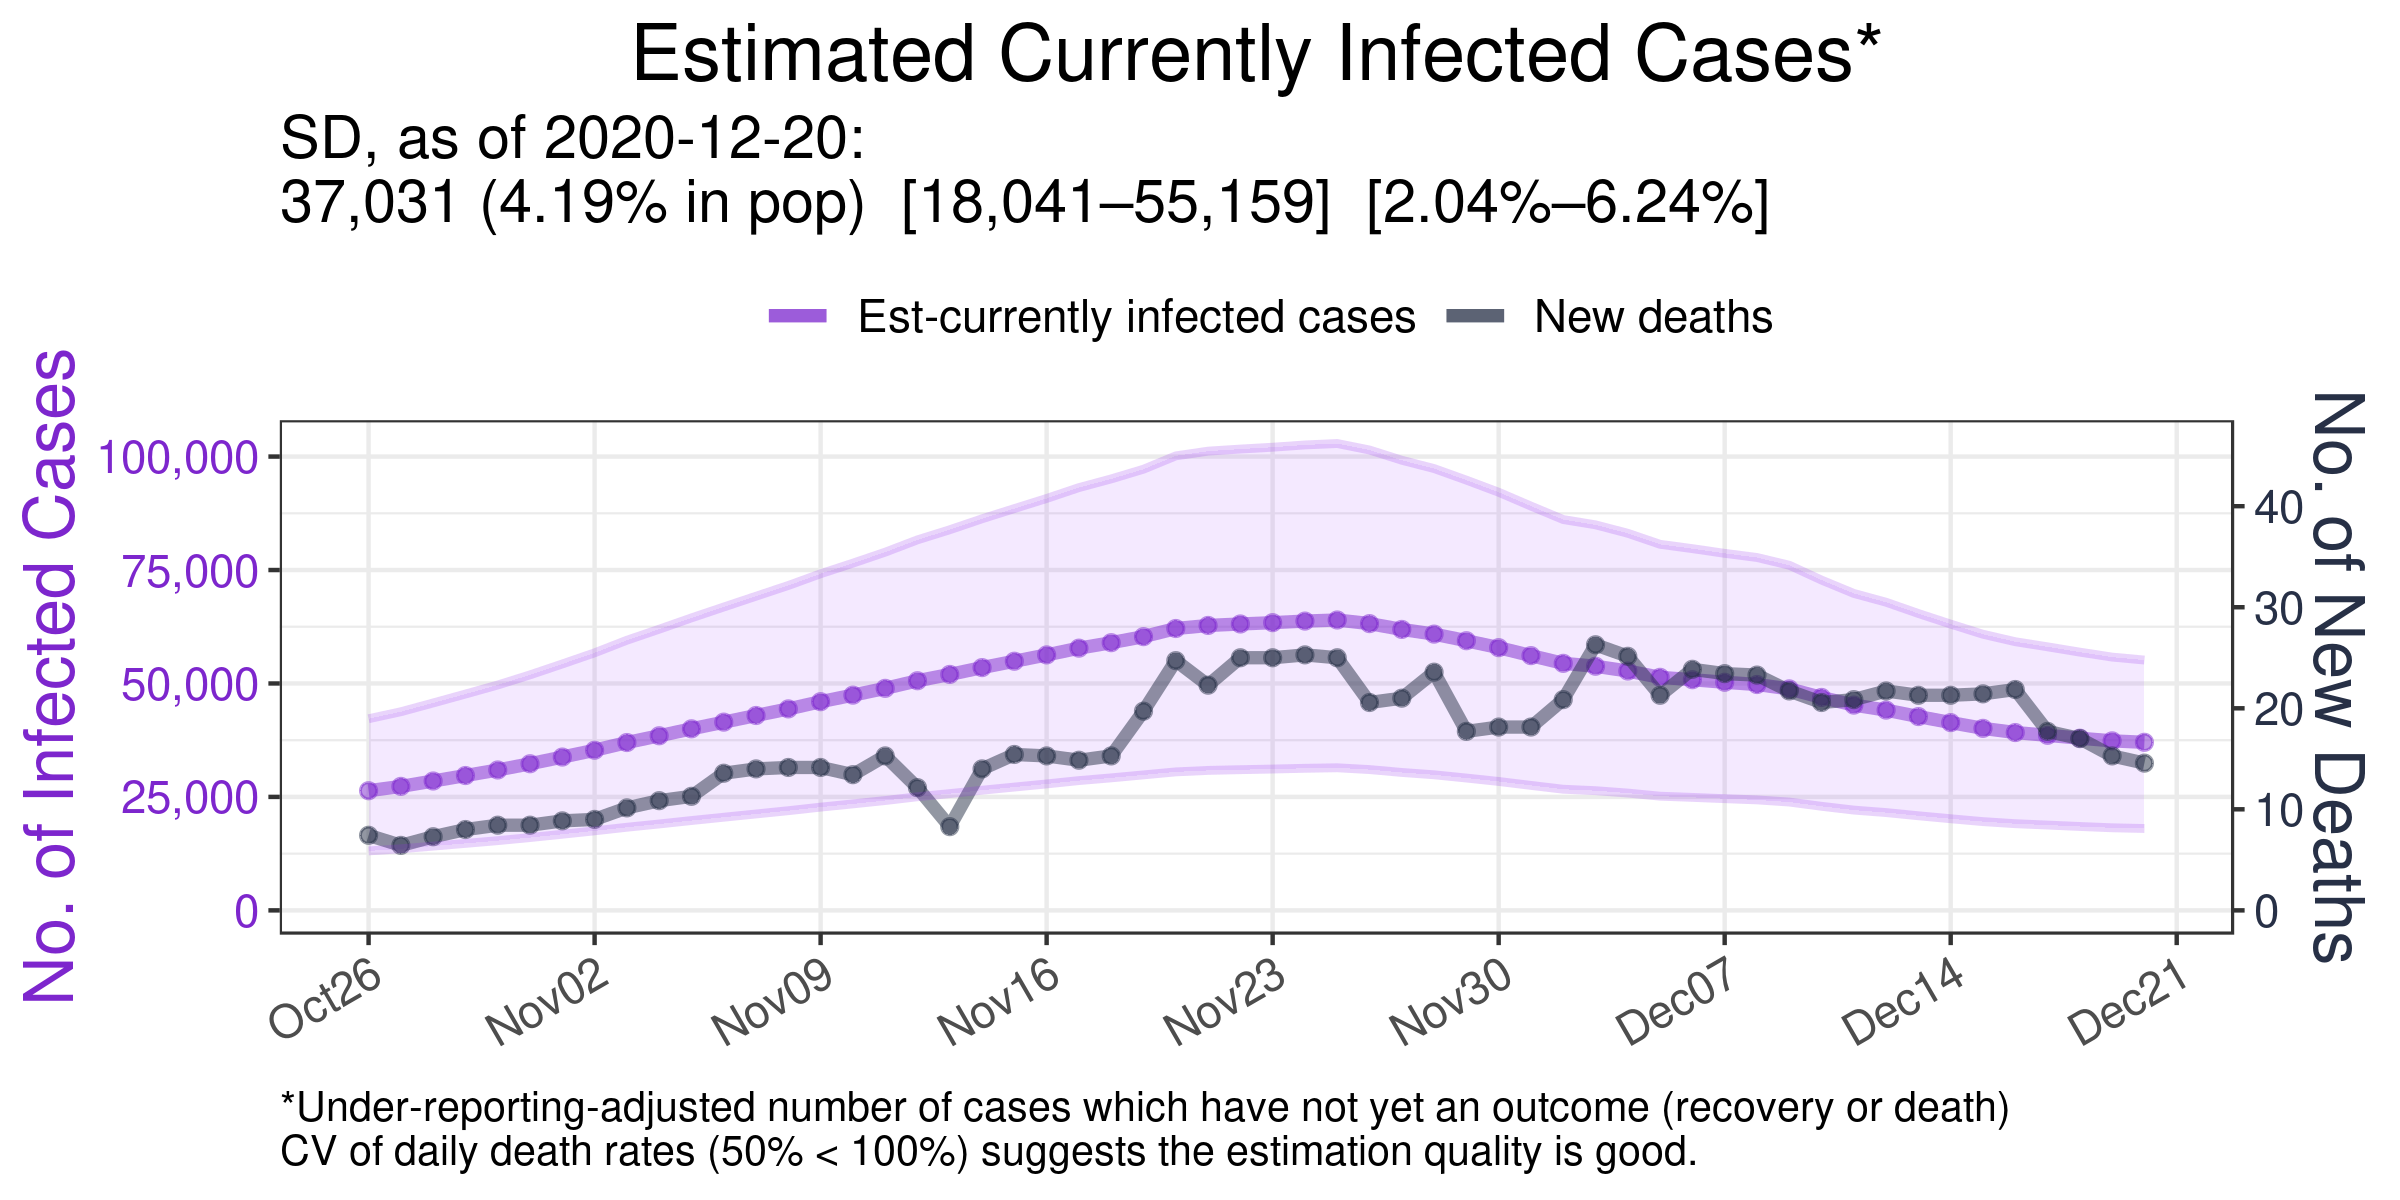 Estimated Currently Infected Cases*
SD, as of 2020-12-20:
37,031 (4.19% in pop)  [18,041–55,159]  [2.04%–6.24%]
Est-currently infected cases
New deaths
No. of Infected Cases
100,000
75,000
50,000
25,000
0
40
30
20
10
0
No. of New Deaths
Oct26
Nov02
Nov09
Nov16
Nov23
Nov30
Dec07
Dec14
Dec21
*Under-reporting-adjusted number of cases which have not yet an outcome (recovery or death)
CV of daily death rates (50% < 100%) suggests the estimation quality is good.